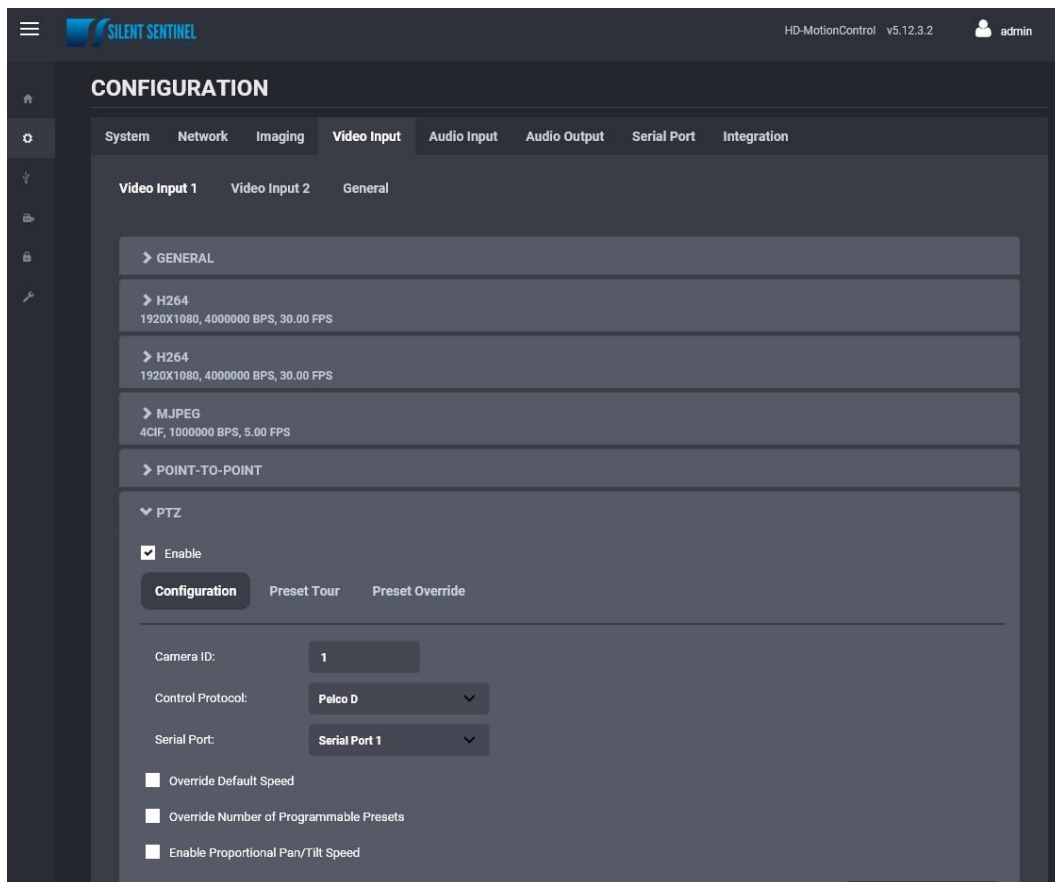 SILENT SENTINEL
HD-MotionControl v5.12.3.2 admin
CONFIGURATION
System Network Imaging Video Input Audio Input Audio Output Serial Port Integration
Video Input 1 Video Input 2 General
GENERAL
H264
1920X1080, 4000000 BPS, 30.00 FPS
H264
1920X1080, 4000000 BPS, 30.00 FPS
MJPEG
4CIF, 1000000 BPS, 5.00 FPS
POINT-TO-POINT
PTZ
Enable
Configuration Preset Tour Preset Override
Camera ID: 1
Control Protocol: Pelco D
Serial Port: Serial Port 1
Override Default Speed
Override Number of Programmable Presets
Enable Proportional Pan/Tilt Speed